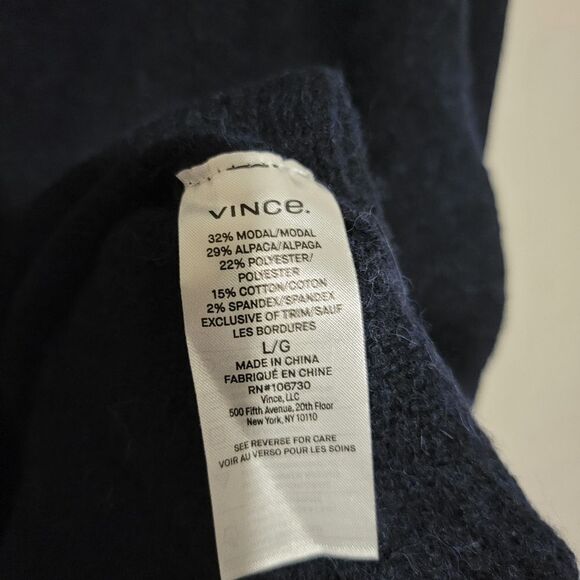 VINCE.
32% MODAL/MODAL
29% ALPACA/ALPAGA
22% POLYESTER/
POLYESTER
15% COTTON/COTON
2% SPANDEX/SPANDEX
EXCLUSIVE OF TRIM/SAUF
LES BORDURES
L/G
MADE IN CHINA
FABRIQUÉ EN CHINE
RN#106730
Vince, LLC
500 Fifth Avenue, 20th Floor
New York, NY 10110
SEE REVERSE FOR CARE
VOIR AU VERSO POUR LES SOINS